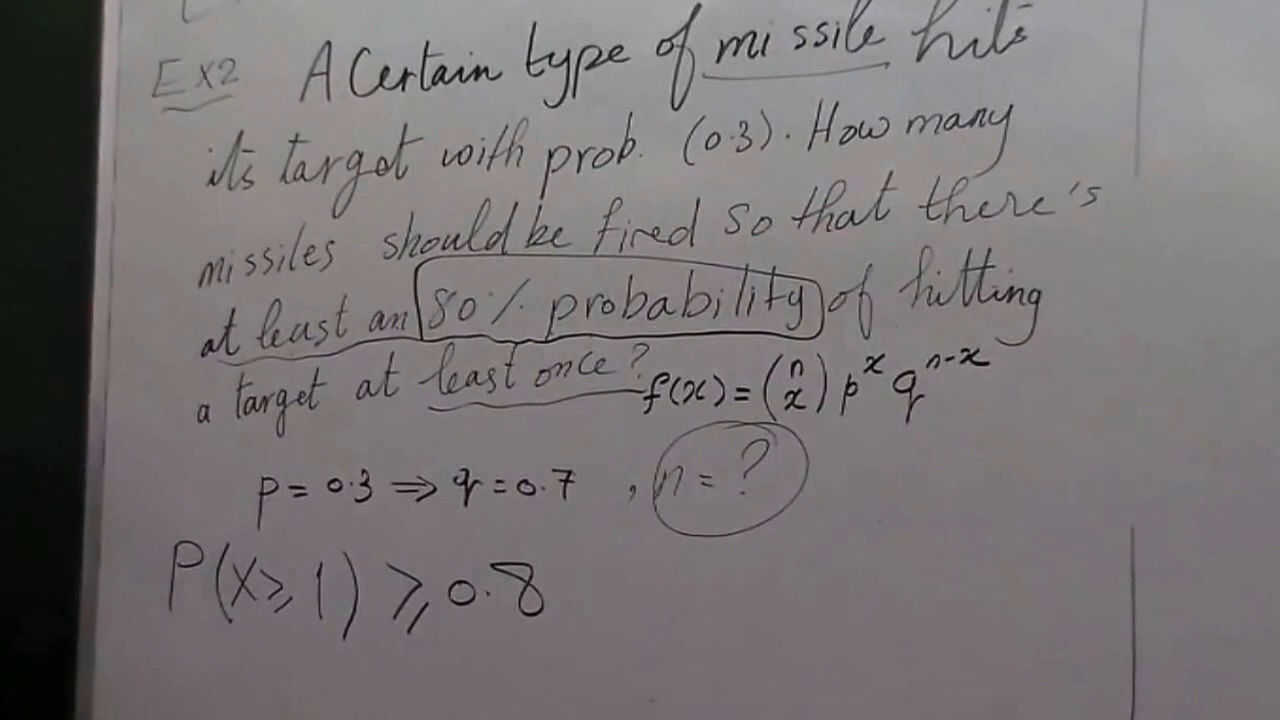 Ex2 A Certain type of missile hits
its target with prob. (0.3). How many
missiles should be fired so that there's
at least an 80% probability of hitting
a target at least once? f(x) = (n x) p^x q^n-x
p = 0.3 ⇒ q = 0.7 , n = ?
P(X ⩾ 1) ⩾ 0.8